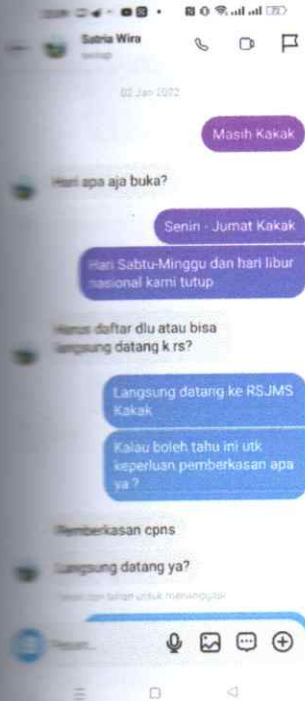 Satria Wira
02 Jan 2022
Masih Kakak
Hari apa aja buka?
Senin - Jumat Kakak
Hari Sabtu-Minggu dan hari libur
nasional kami tutup
Harus daftar dlu atau bisa
langsung datang k rs?
Langsung datang ke RSJMS
Kakak
Kalau boleh tahu ini utk
keperluan pemberkasan apa
ya ?
Pemberkasan cpns
Langsung datang ya?